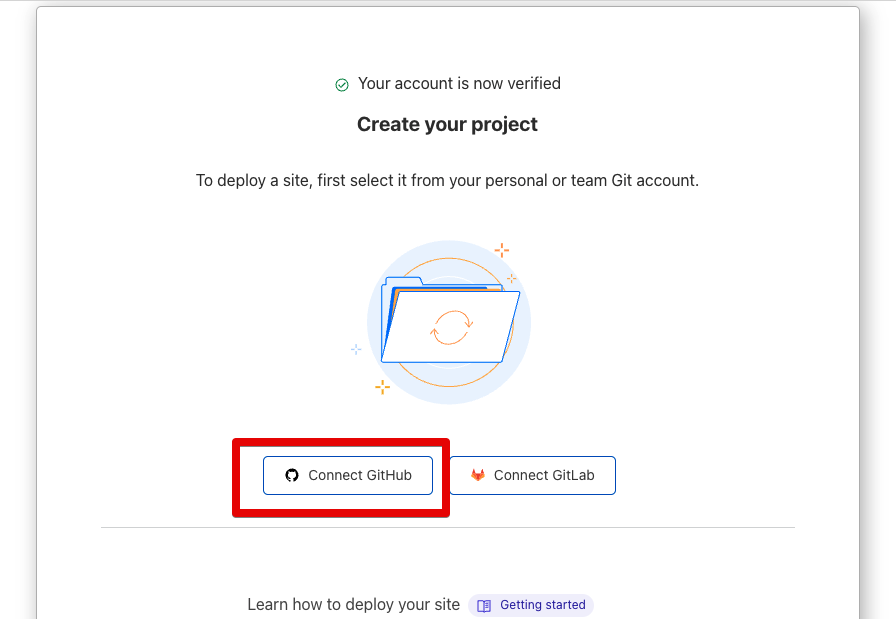 Your account is now verified
Create your project
To deploy a site, first select it from your personal or team Git account.
Connect GitHub
Connect GitLab
Learn how to deploy your site
Getting started